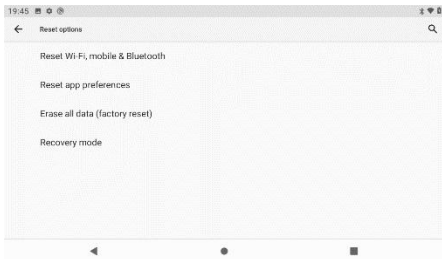 19:45
Reset options
Reset Wi-Fi, mobile & Bluetooth
Reset app preferences
Erase all data (factory reset)
Recovery mode